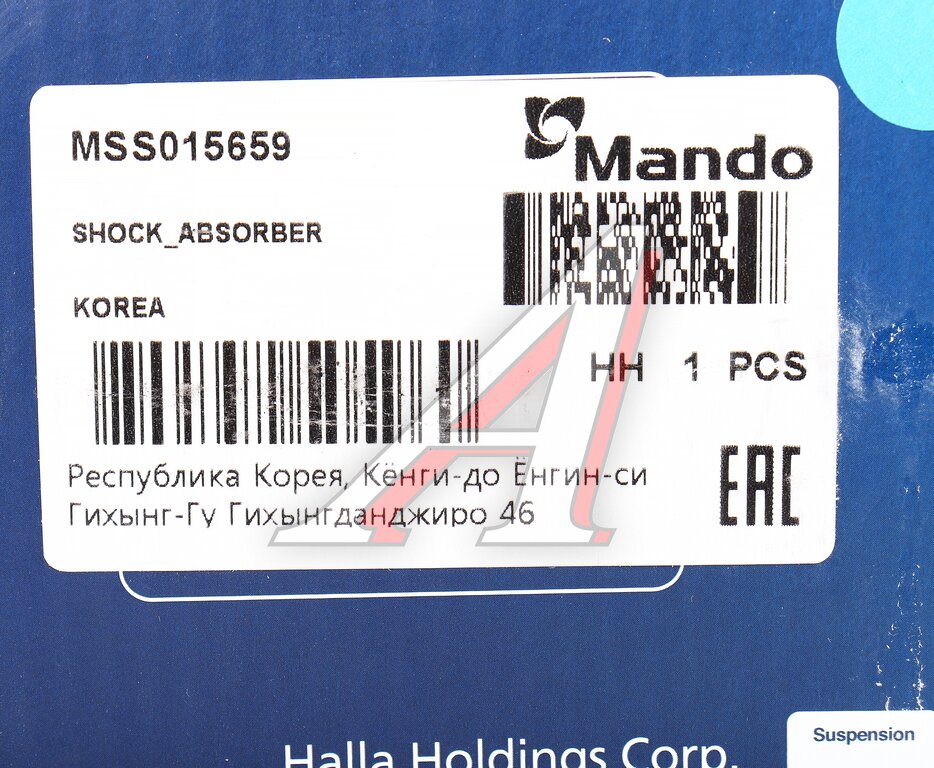 MSS015659
Mando
SHOCK_ABSORBER
KOREA
HH 1 PCS
Республика Корея, Кёнги-до Ёнгин-си
Гихынг-Гу Гихынгданджиро 46
EAC
Suspension
Halla Holdings Corp.